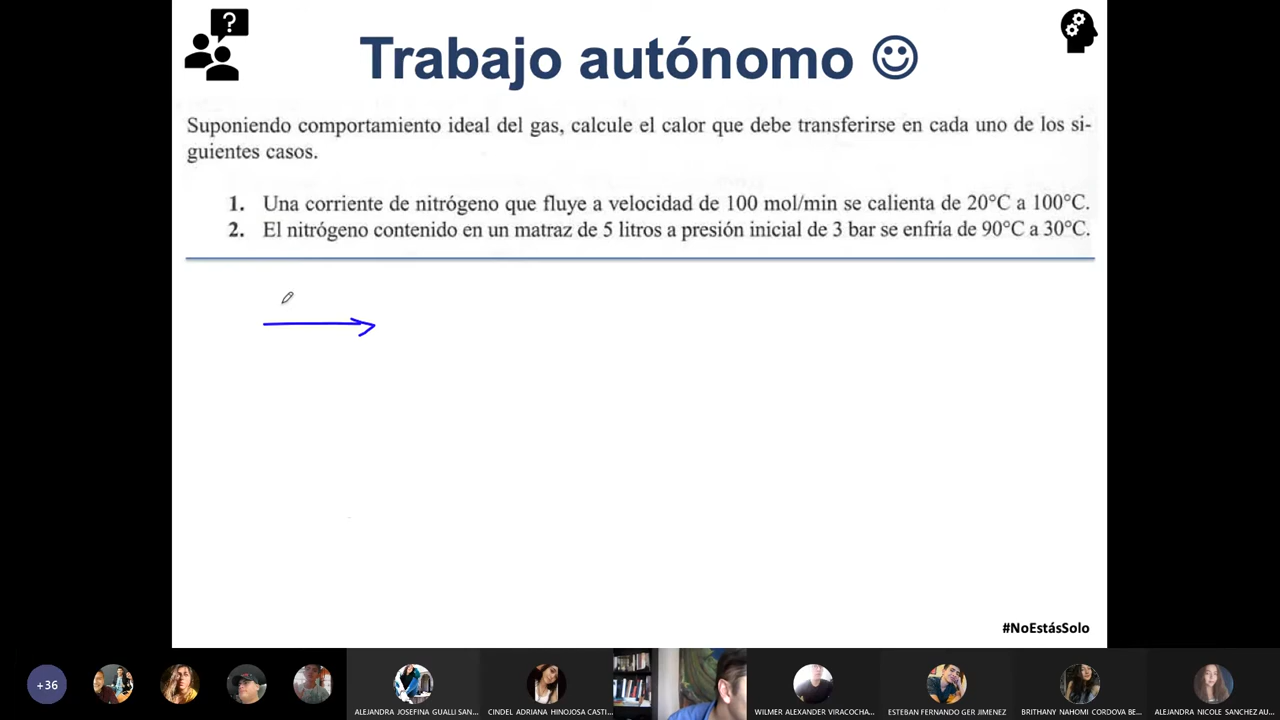 ?
Trabajo autónomo
Suponiendo comportamiento ideal del gas, calcule el calor que debe transferirse en cada uno de los si-
guientes casos.
1. Una corriente de nitrógeno que fluye a velocidad de 100 mol/min se calienta de 20°C a 100°C.
2. El nitrógeno contenido en un matraz de 5 litros a presión inicial de 3 bar se enfría de 90°C a 30°C.
#NoEstásSolo
+36
ALEJANDRA JOSEFINA GUALLI SAN...
CINDEL ADRIANA HINOJOSA CASTI...
WILMER ALEXANDER VIRACOCHA...
ESTEBAN FERNANDO GER JIMENEZ
BRITHANY NAHOMI CORDOVA BE...
ALEJANDRA NICOLE SANCHEZ AU...